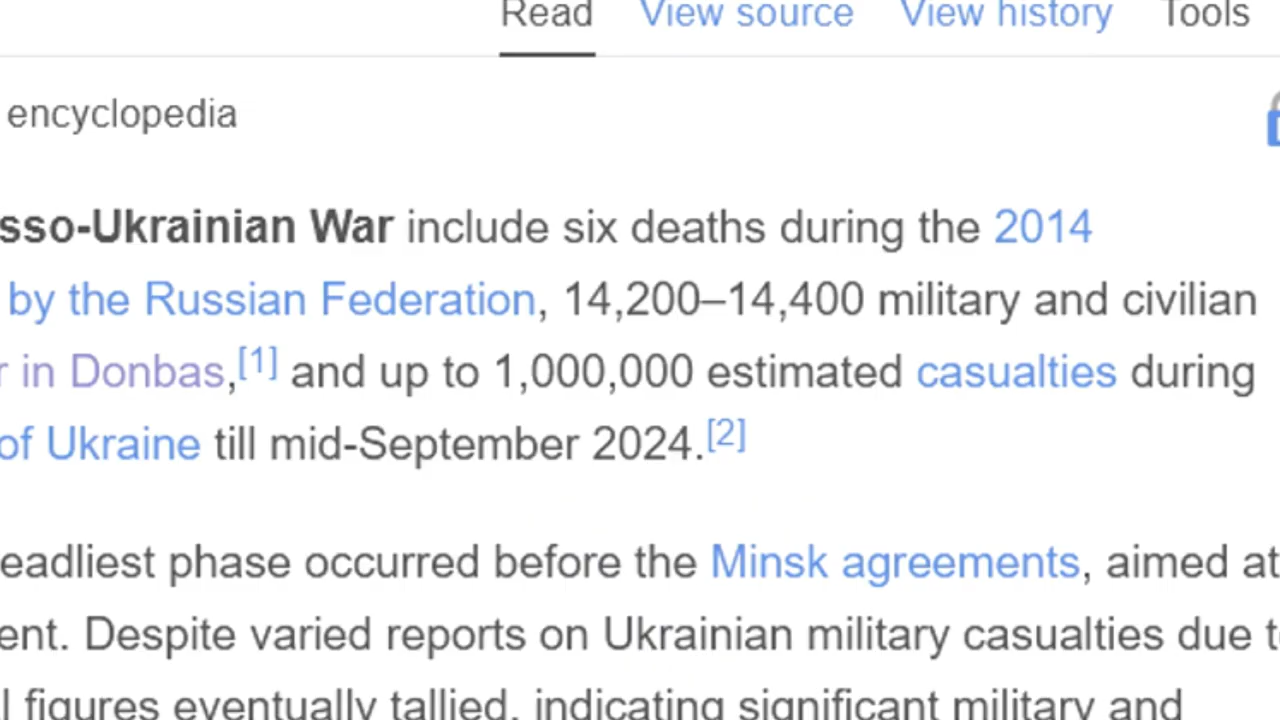 Read View source View history Tools
encyclopedia
sso-Ukrainian War include six deaths during the 2014
by the Russian Federation, 14,200–14,400 military and civilian
r in Donbas,[1] and up to 1,000,000 estimated casualties during
of Ukraine till mid-September 2024.[2]
eadliest phase occurred before the Minsk agreements, aimed at
ent. Despite varied reports on Ukrainian military casualties due t
l figures eventually tallied, indicating significant military and